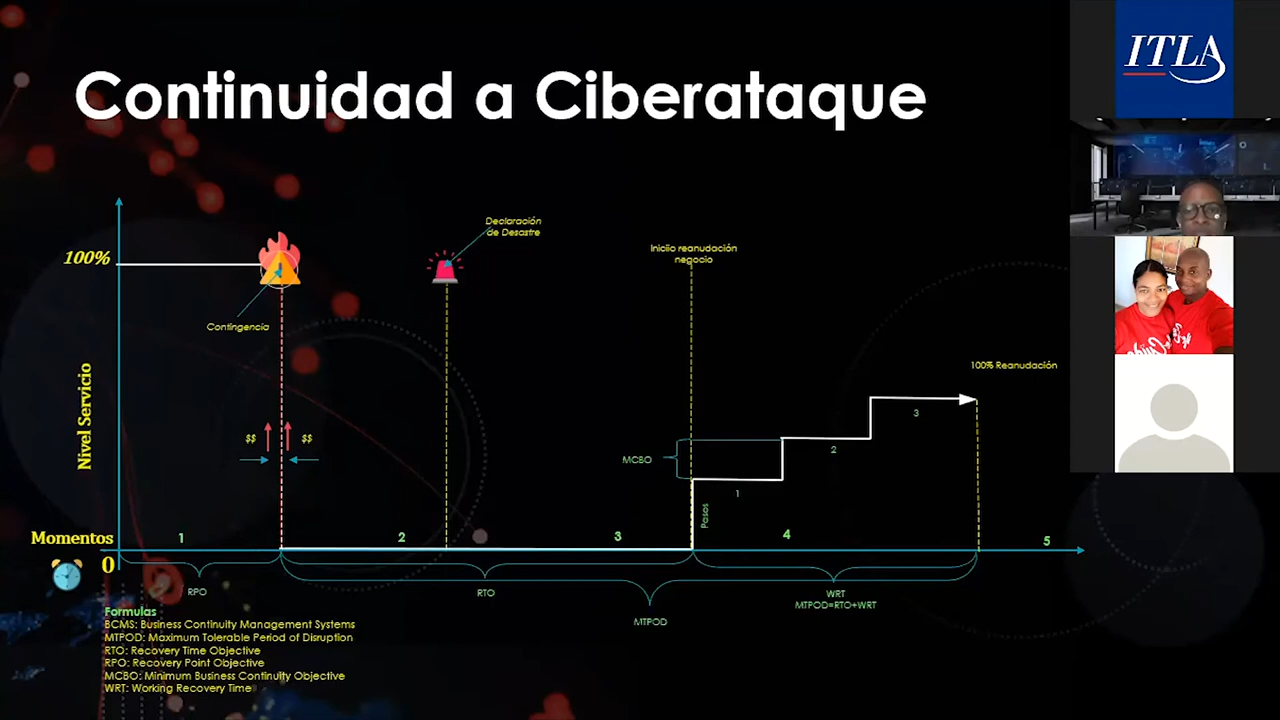 Continuidad a Ciberataque
ITLA
Declaración
de Desastre
100%
Iniciio reanudación
negocio
Contingencia
100% Reanudación
Nivel Servicio
$$
$$
MCBO
1
2
3
Pasos
Momentos
1
2
3
4
5
0
RPO
RTO
WRT
MTPOD=RTO+WRT
MTPOD
Formulas
BCMS: Business Continuity Management Systems
MTPOD: Maximum Tolerable Period of Disruption
RTO: Recovery Time Objective
RPO: Recovery Point Objective
MCBO: Minimum Business Continuity Objective
WRT: Working Recovery Time